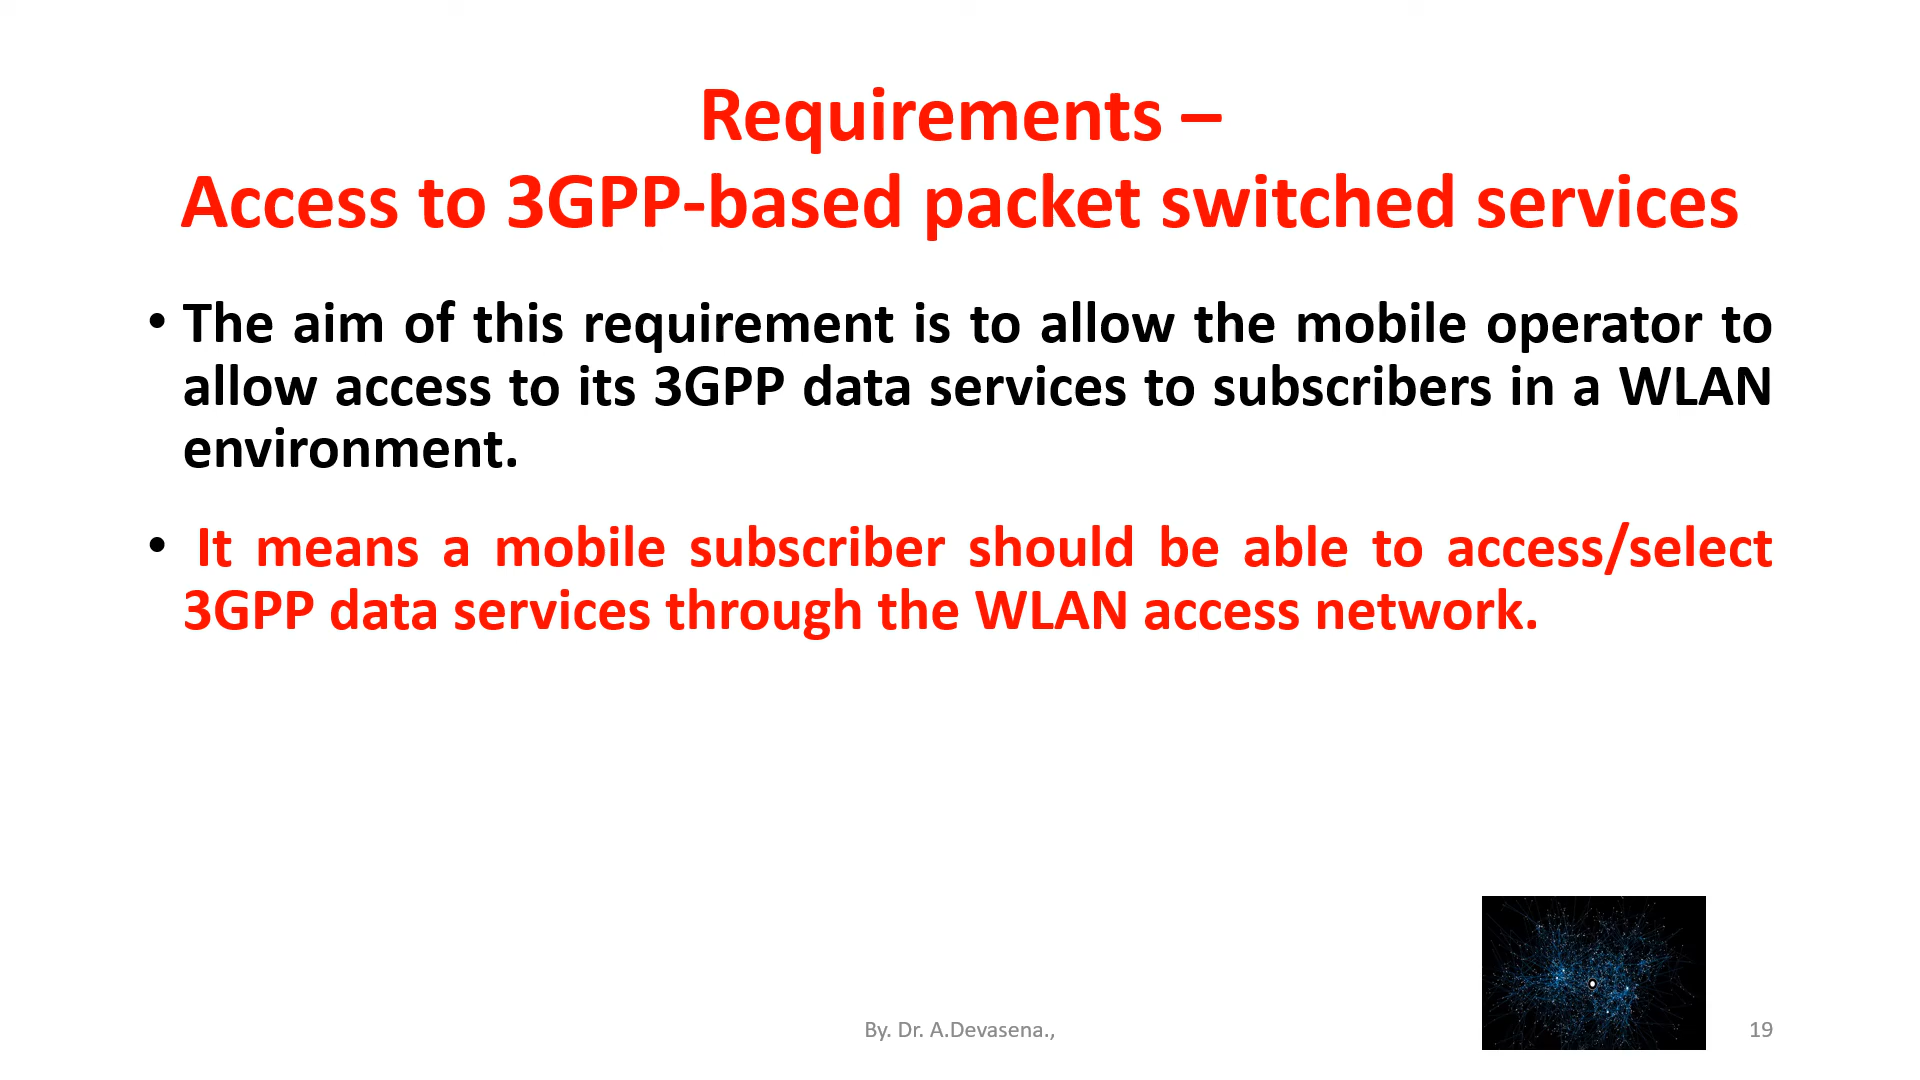 Requirements –
Access to 3GPP-based packet switched services
• The aim of this requirement is to allow the mobile operator to
allow access to its 3GPP data services to subscribers in a WLAN
environment.
• It means a mobile subscriber should be able to access/select
3GPP data services through the WLAN access network.
By. Dr. A.Devasena.,
19